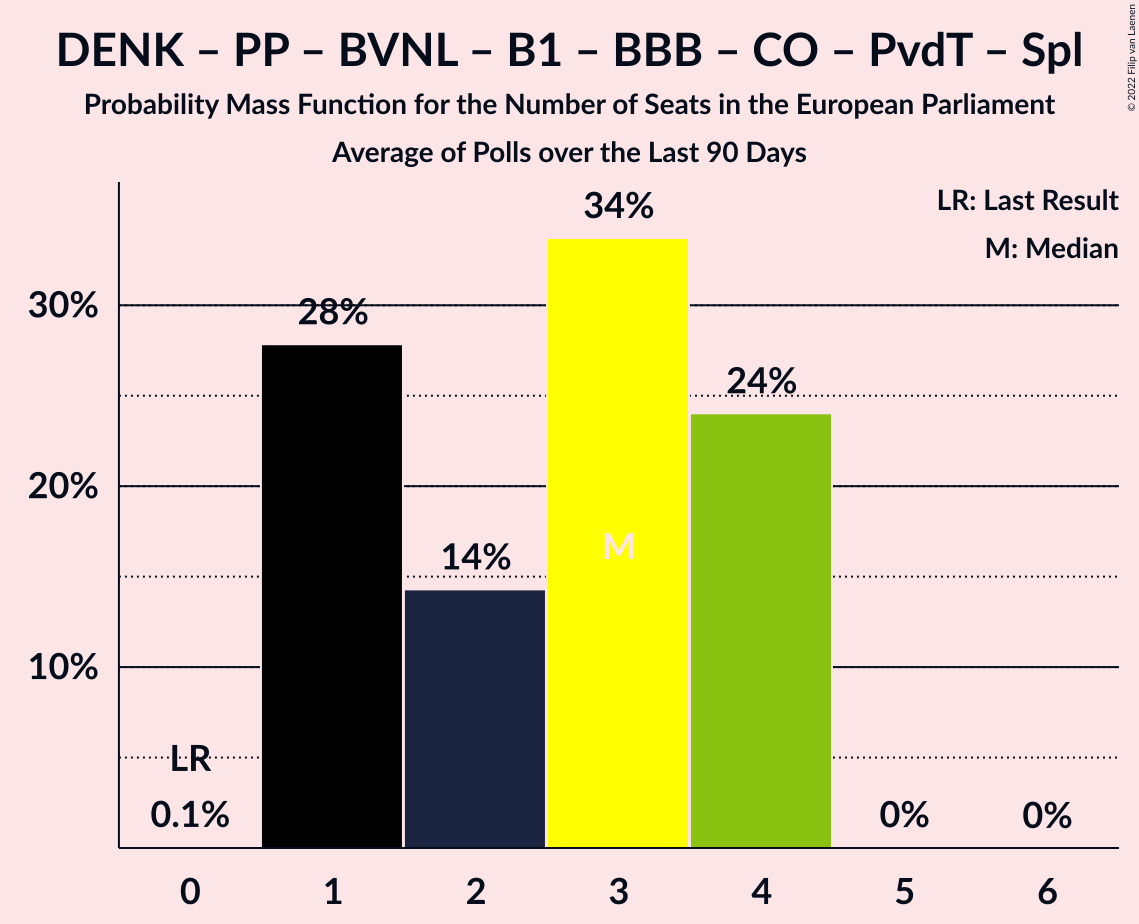 DENK – PP – BVNL – B1 – BBB – CO – PvdT – Spl
Probability Mass Function for the Number of Seats in the European Parliament
Average of Polls over the Last 90 Days
© 2022 Filip van Laenen
LR: Last Result
M: Median
34%
30%
28%
24%
20%
14%
M
10%
LR
0.1%
0%
0%
0 1 2 3 4 5 6